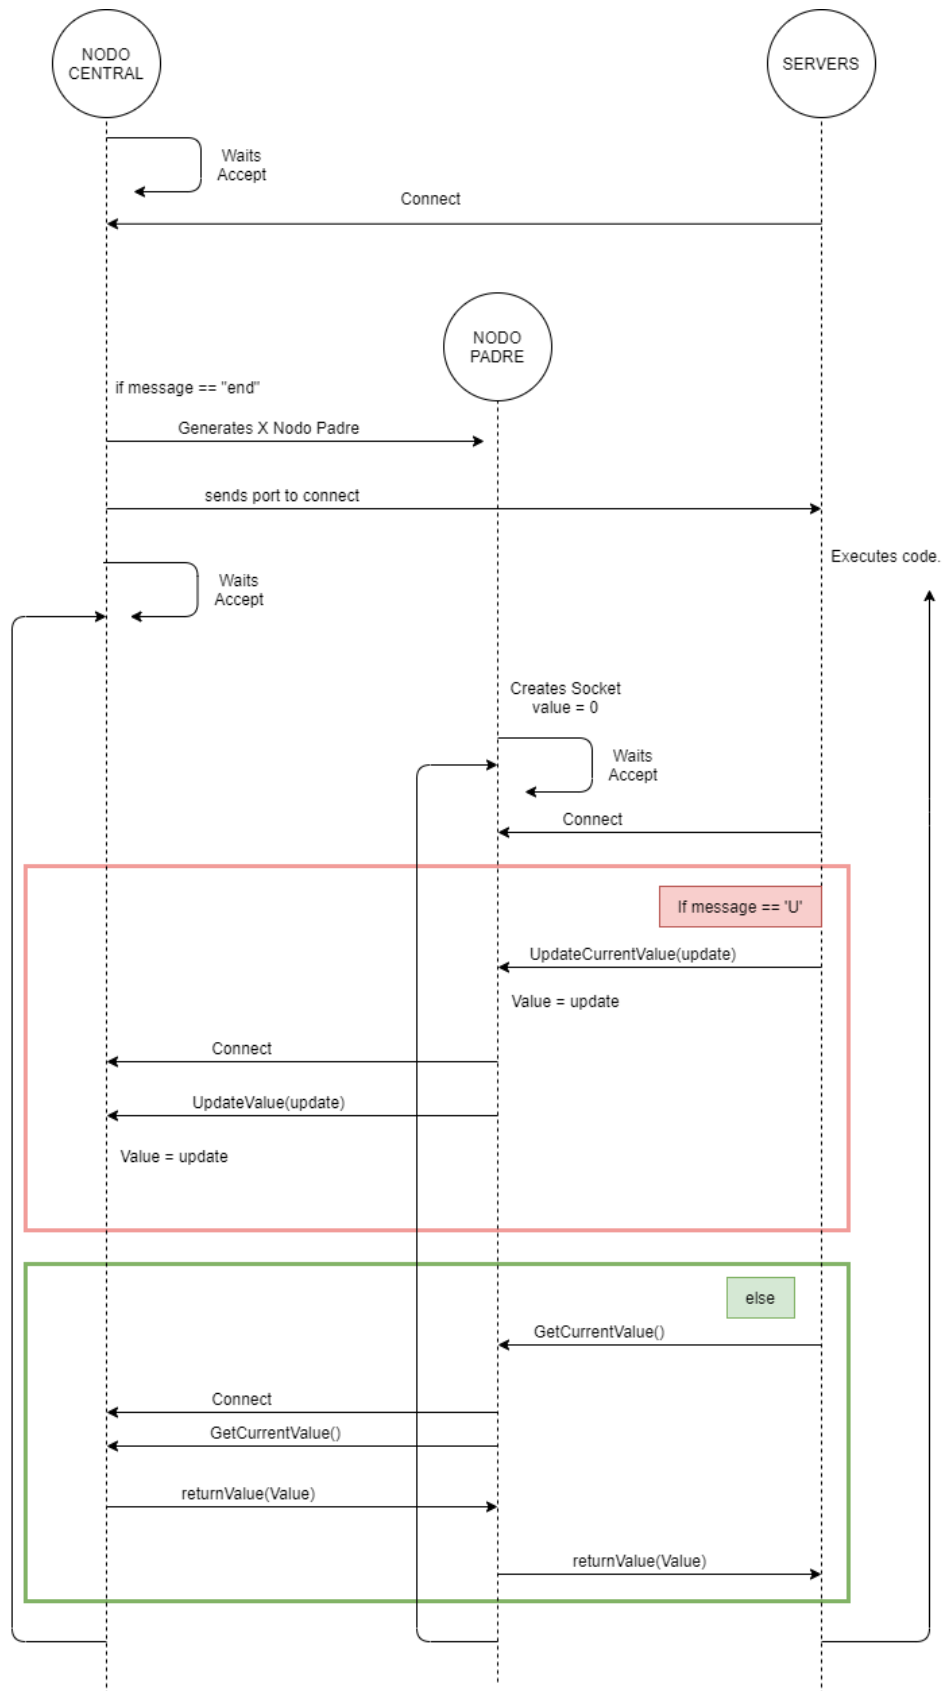 NODO
CENTRAL
SERVERS
Waits
Accept
Connect
NODO
PADRE
if message == "end"
Generates X Nodo Padre
sends port to connect
Executes code.
Waits
Accept
Creates Socket
value = 0
Waits
Accept
Connect
If message == 'U'
UpdateCurrentValue(update)
Value = update
Connect
UpdateValue(update)
Value = update
else
GetCurrentValue()
Connect
GetCurrentValue()
returnValue(Value)
returnValue(Value)